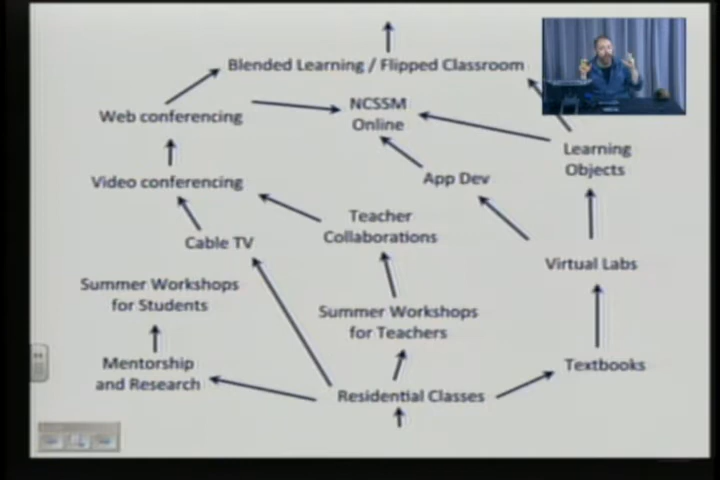 Blended Learning / Flipped Classroom
Web conferencing
NCSSM
Online
Learning
Objects
Video conferencing
App Dev
Teacher
Collaborations
Cable TV
Virtual Labs
Summer Workshops
for Students
Summer Workshops
for Teachers
Mentorship
and Research
Textbooks
Residential Classes